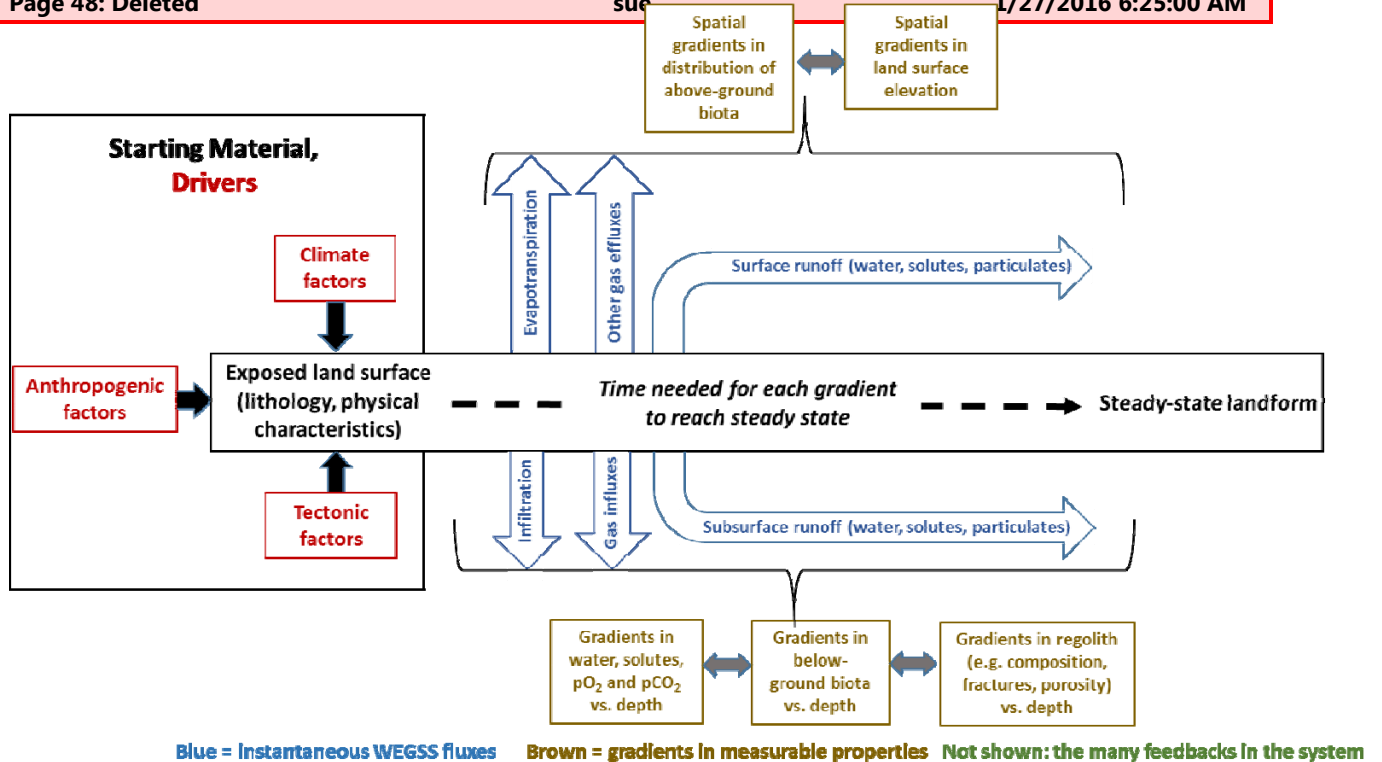 Page 48: Deleted sue 1/27/2016 6:25:00 AM
Spatial
gradients in
distribution of
above-ground
biota
Spatial
gradients in
land surface
elevation
Starting Material,
Drivers
Climate
factors
Anthropogenic
factors
Tectonic
factors
Exposed land surface
(lithology, physical
characteristics)
Evapotranspiration
Other gas effluxes
Surface runoff (water, solutes, particulates)
Time needed for each gradient
to reach steady state
Steady-state landform
Infiltration
Gas influxes
Subsurface runoff (water, solutes, particulates)
Gradients in
water, solutes,
pO₂ and pCO₂
vs. depth
Gradients in
below-
ground biota
vs. depth
Gradients in regolith
(e.g. composition,
fractures, porosity)
vs. depth
Blue = instantaneous WEGSS fluxes
Brown = gradients in measurable properties
Not shown: the many feedbacks in the system